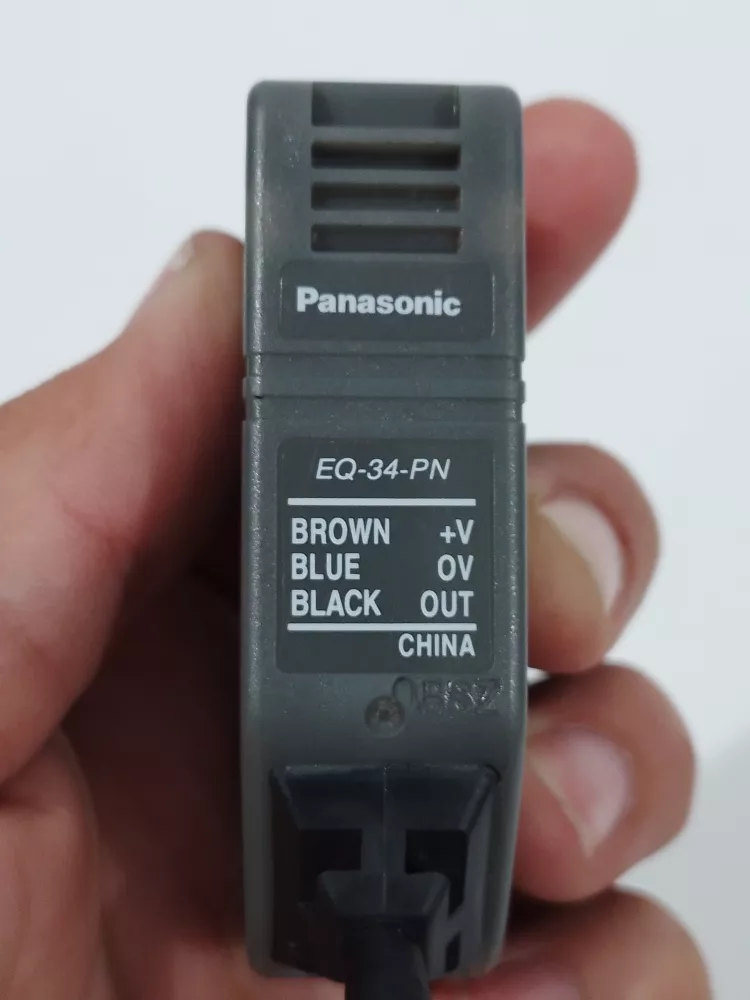 Panasonic
EQ-34-PN
BROWN +V
BLUE 0V
BLACK OUT
CHINA